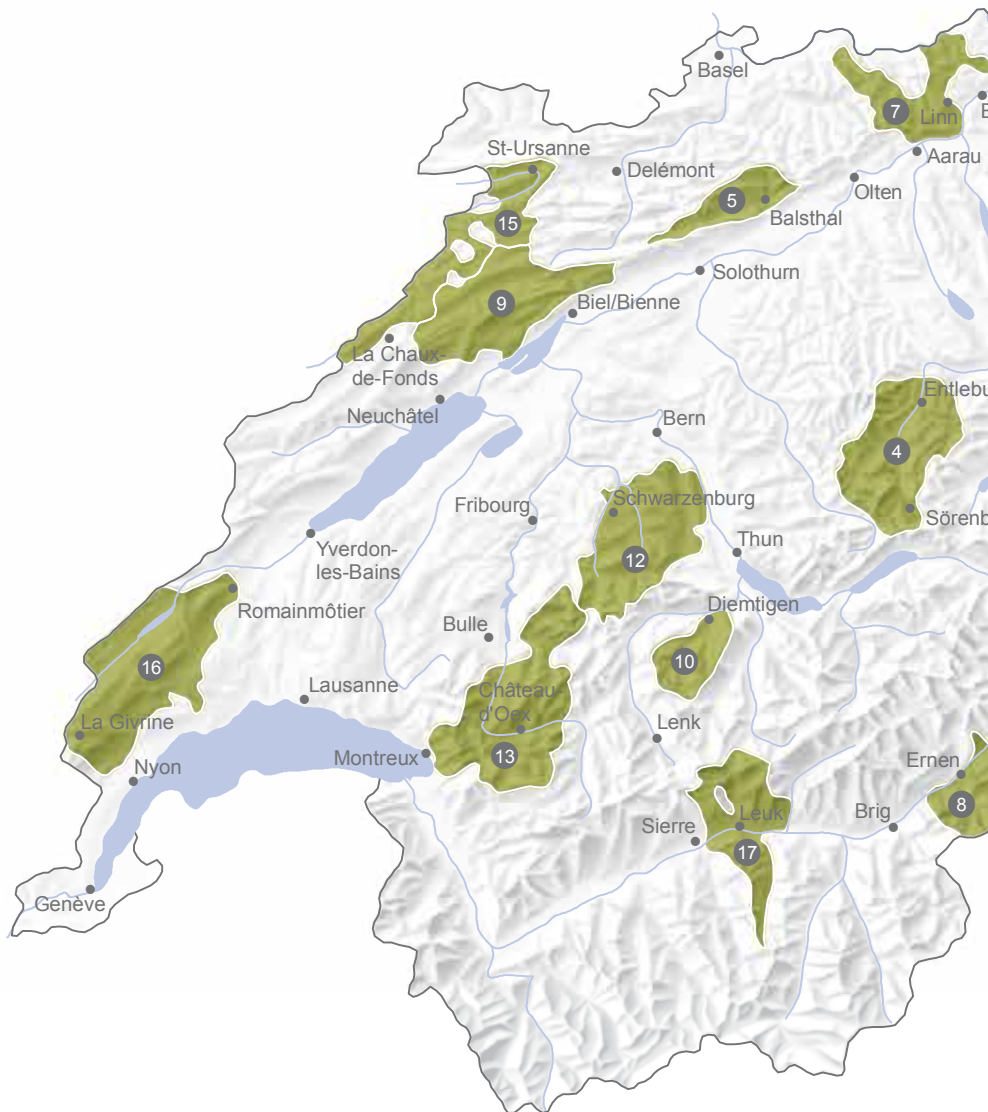 Basel
7
Linn
B
St-Ursanne
Aarau
Delémont
Olten
5
15
Balsthal
Solothurn
9
Biel/Bienne
La Chaux-
de-Fonds
Entlebu
Neuchâtel
Bern
4
Schwarzenburg
Fribourg
Sörenb
Yverdon-
les-Bains
Thun
12
Romainmôtier
Diemtigen
Bulle
16
10
Château
d'Oex
Lausanne
La Givrine
Lenk
Montreux
13
Nyon
Ernen
8
Leuk
Brig
Sierre
17
Genève